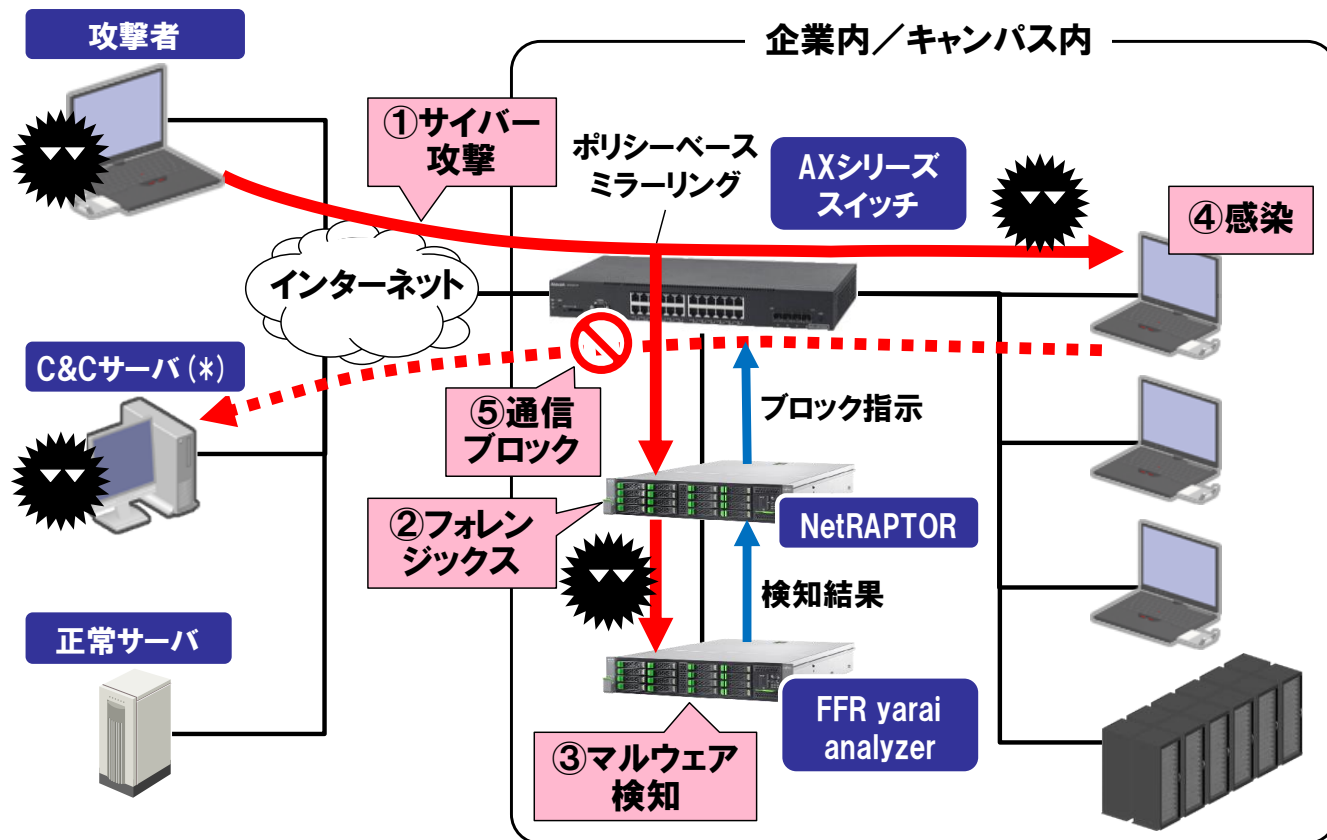 攻撃者
企業内／キャンパス内
①サイバー
攻撃
ポリシーベース
ミラーリング
AXシリーズ
スイッチ
④感染
インターネット
C&Cサーバ(*)
⑤通信
ブロック
ブロック指示
②フォレン
ジックス
NetRAPTOR
検知結果
正常サーバ
FFR yarai
analyzer
③マルウェア
検知